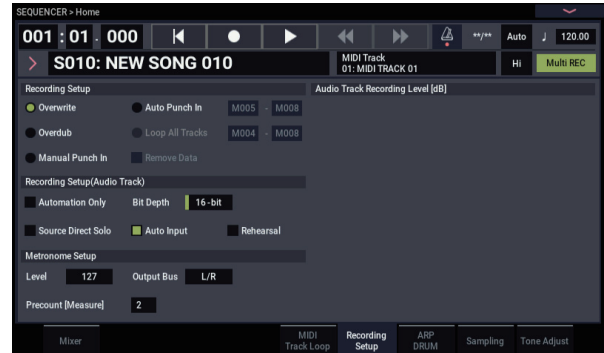 SEQUENCER > Home
001 : 01 . 000 **/** Auto ♩ 120.00
S010: NEW SONG 010 MIDI Track Hi Multi REC
01: MIDI TRACK 01
Recording Setup Audio Track Recording Level [dB]
Overwrite Auto Punch In M005 - M008
Overdub Loop All Tracks M004 - M008
Manual Punch In Remove Data
Recording Setup(Audio Track)
Automation Only Bit Depth 16-bit
Source Direct Solo Auto Input Rehearsal
Metronome Setup
Level 127 Output Bus L/R
Precount [Measure] 2
Mixer MIDI Track Loop Recording Setup ARP DRUM Sampling Tone Adjust